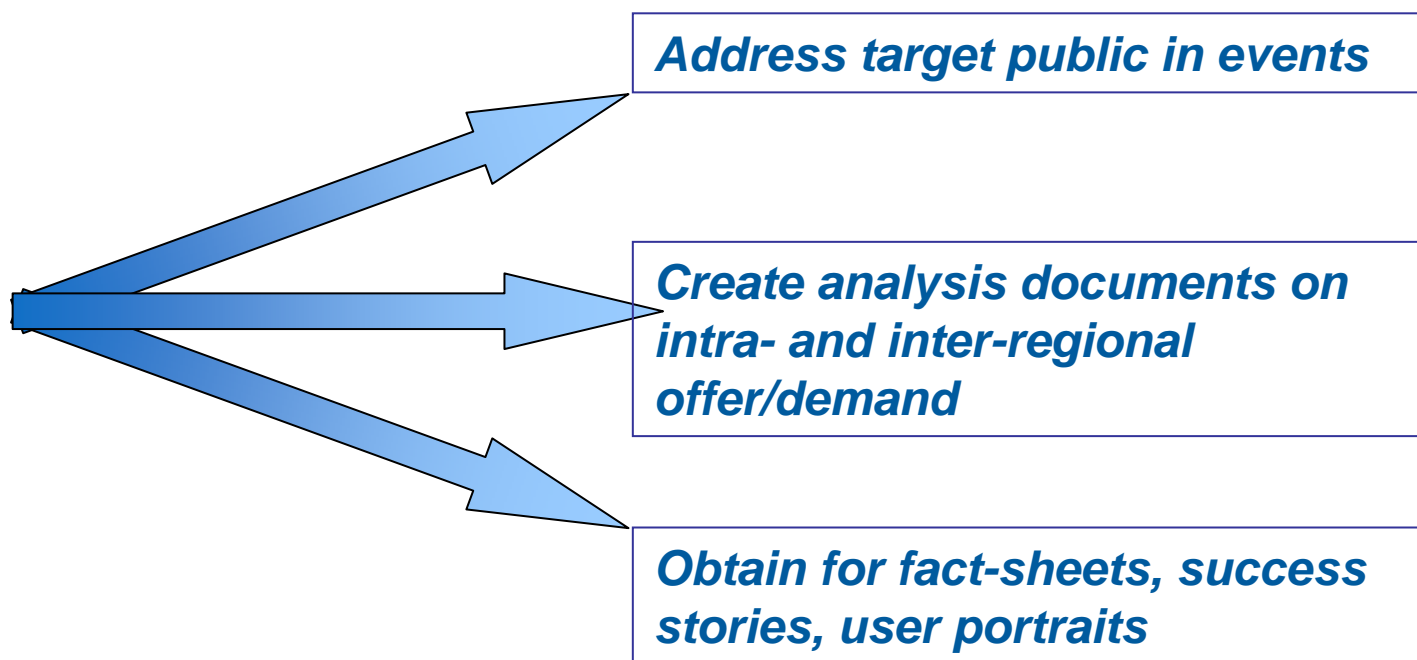 Address target public in events
Create analysis documents on
intra- and inter-regional
offer/demand
Obtain for fact-sheets, success
stories, user portraits